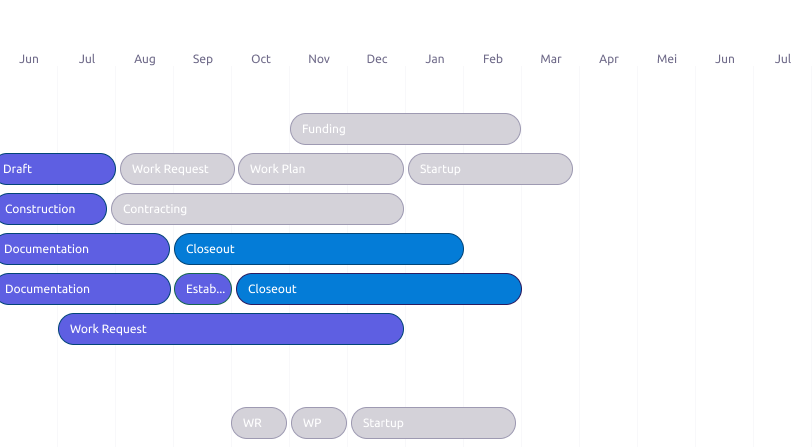 Jun Jul Aug Sep Oct Nov Dec Jan Feb Mar Apr Mei Jun Jul
Funding
Draft Work Request Work Plan Startup
Construction Contracting
Documentation Closeout
Documentation Estab... Closeout
Work Request
WR WP Startup